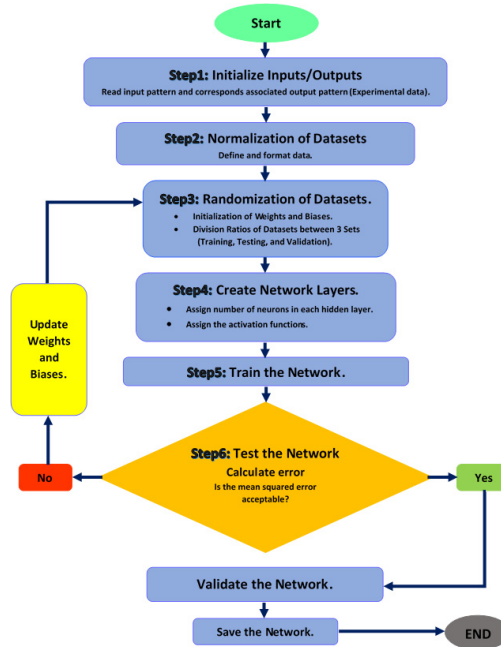 Start
Step1: Initialize Inputs/Outputs
Read input pattern and corresponds associated output pattern (Experimental data).
Step2: Normalization of Datasets
Define and format data.
Step3: Randomization of Datasets.
• Initialization of Weights and Biases.
• Division Ratios of Datasets between 3 Sets
(Training, Testing, and Validation).
Step4: Create Network Layers.
• Assign number of neurons in each hidden layer.
• Assign the activation functions.
Update
Weights
and
Biases.
Step5: Train the Network.
Step6: Test the Network
Calculate error
Is the mean squared error
acceptable?
No
Yes
Validate the Network.
Save the Network.
END